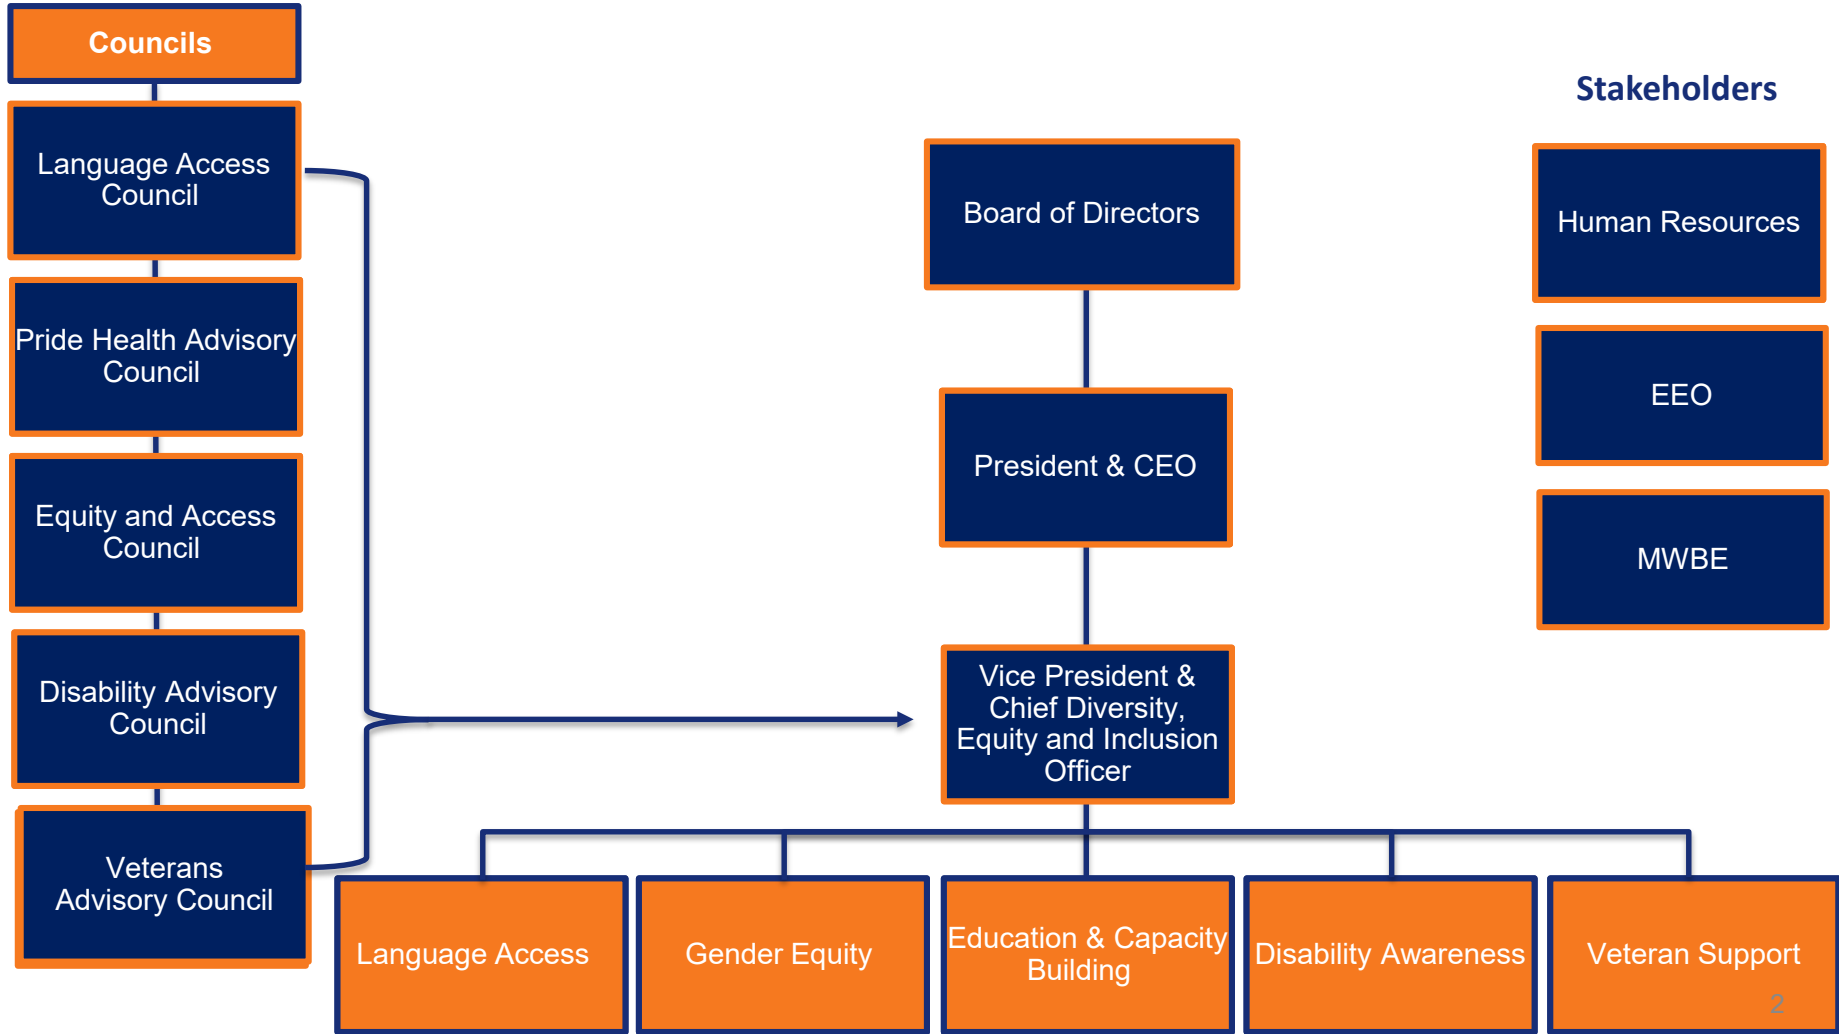 Councils
Language Access
Council
Pride Health Advisory
Council
Equity and Access
Council
Disability Advisory
Council
Veterans
Advisory Council
Board of Directors
President & CEO
Vice President &
Chief Diversity,
Equity and Inclusion
Officer
Language Access
Gender Equity
Education & Capacity
Building
Disability Awareness
Veteran Support
Stakeholders
Human Resources
EEO
MWBE
2